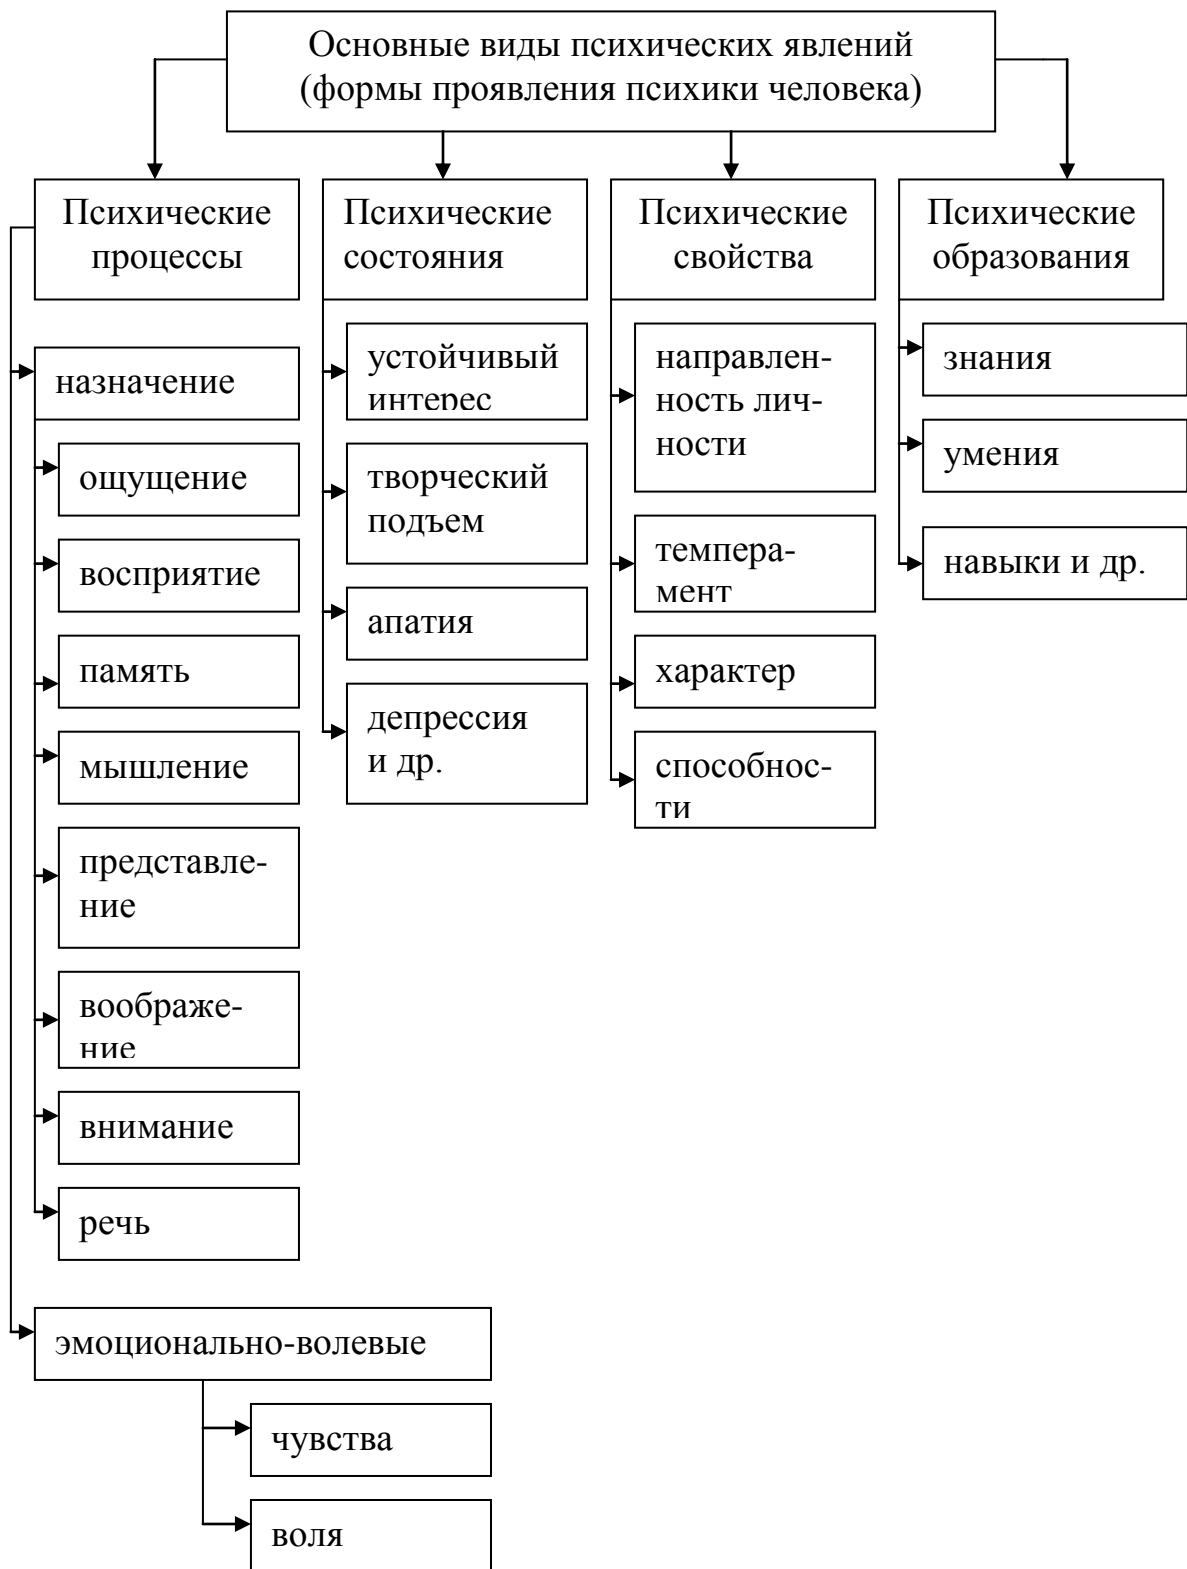 Основные виды психических явлений
(формы проявления психики человека)
Психические
процессы
Психические
состояния
Психические
свойства
Психические
образования
назначение
ощущение
восприятие
память
мышление
представле-
ние
воображе-
ние
внимание
речь
эмоционально-волевые
чувства
воля
устойчивый
интерес
творческий
подъем
апатия
депрессия
и др.
направлен-
ность лич-
ности
темпера-
мент
характер
способнос-
ти
знания
умения
навыки и др.